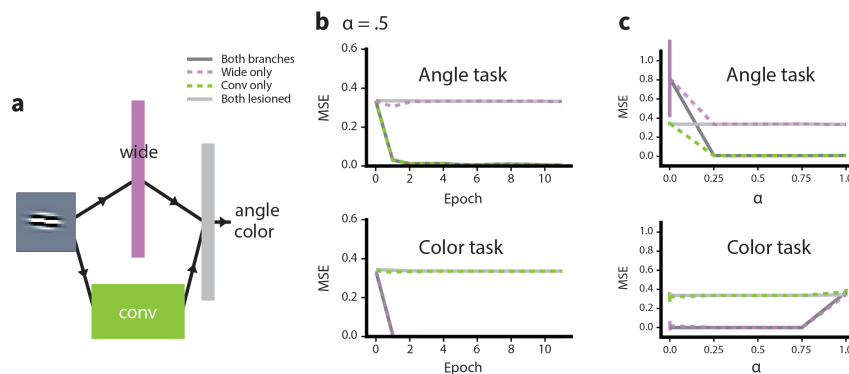 a
Both branches
Wide only
Conv only
Both lesioned
wide
conv
angle
color
b
α = .5
Angle task
MSE
0.6
0.4
0.2
0.0
0 2 4 6 8 10
Epoch
Color task
MSE
0.6
0.4
0.2
0.0
0 2 4 6 8 10
Epoch
c
Angle task
MSE
1.0
0.8
0.6
0.4
0.2
0.0
0.0 0.25 0.5 0.75 1.0
α
Color task
MSE
1.0
0.8
0.6
0.4
0.2
0.0
0.0 0.25 0.5 0.75 1.0
α